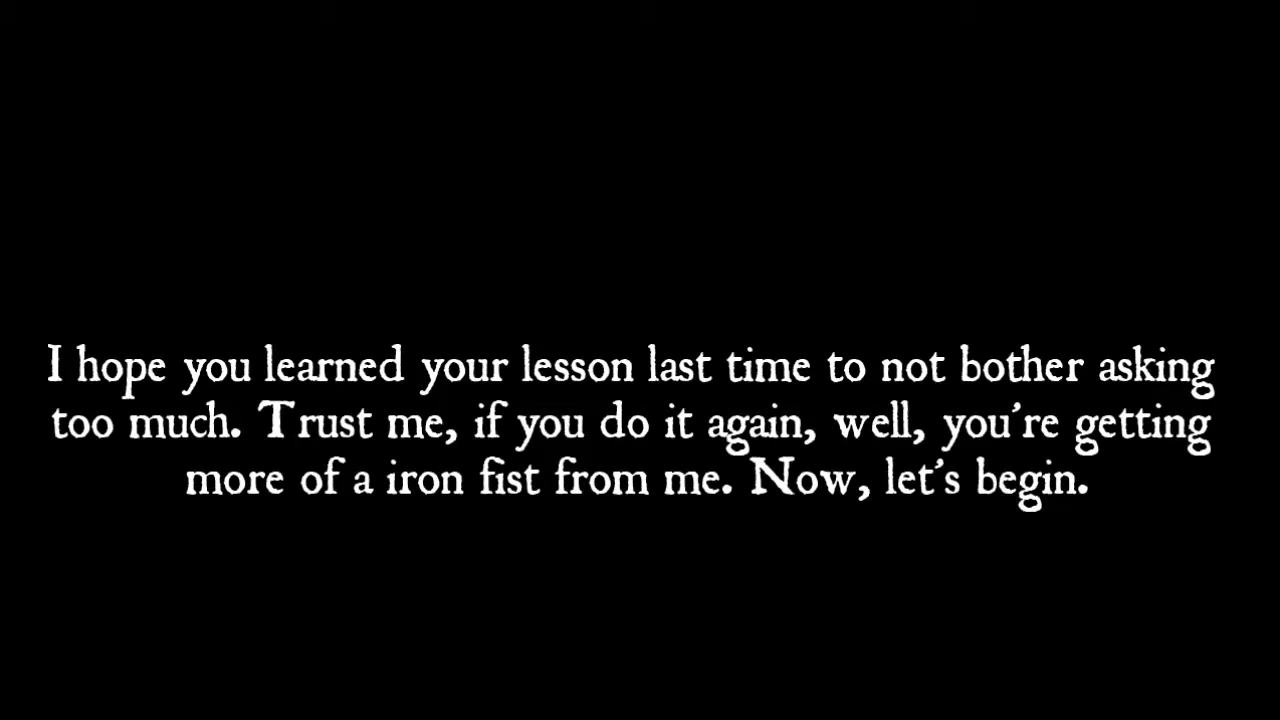 I hope you learned your lesson last time to not bother asking
too much. Trust me, if you do it again, well, you're getting
more of a iron fist from me. Now, let's begin.